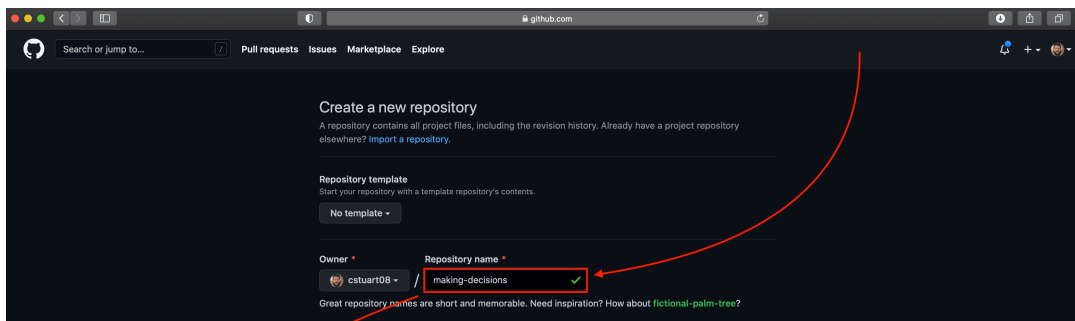 github.com
Search or jump to... /
Pull requests Issues Marketplace Explore
Create a new repository
A repository contains all project files, including the revision history. Already have a project repository
elsewhere? Import a repository.
Repository template
Start your repository with a template repository's contents.
No template
Owner * Repository name *
cstuart08 / making-decisions
Great repository names are short and memorable. Need inspiration? How about fictional-palm-tree?